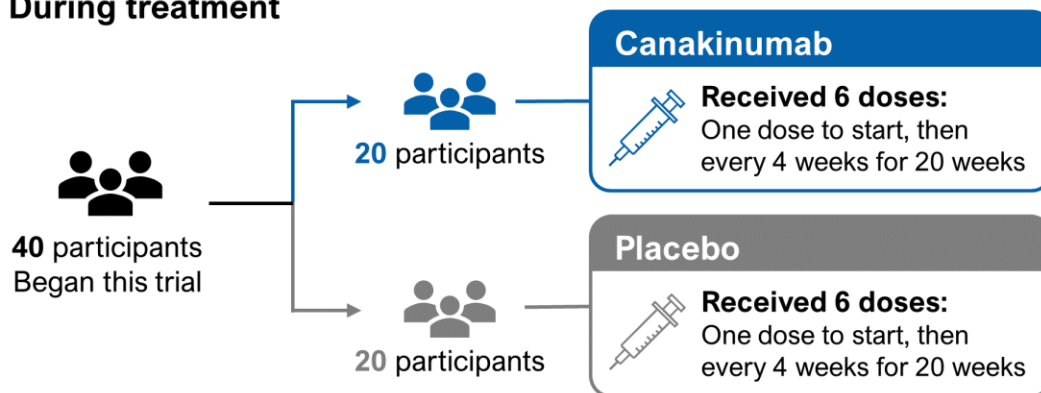 During treatment
Canakinumab
Received 6 doses:
One dose to start, then
every 4 weeks for 20 weeks
20 participants
40 participants
Began this trial
Placebo
Received 6 doses:
One dose to start, then
every 4 weeks for 20 weeks
20 participants